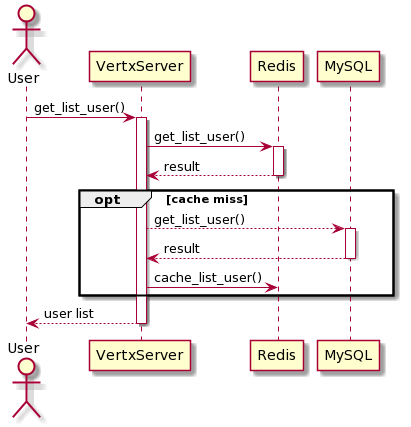 User
VertxServer
Redis
MySQL
get_list_user()
get_list_user()
result
opt
[cache miss]
get_list_user()
result
cache_list_user()
user list
User
VertxServer
Redis
MySQL